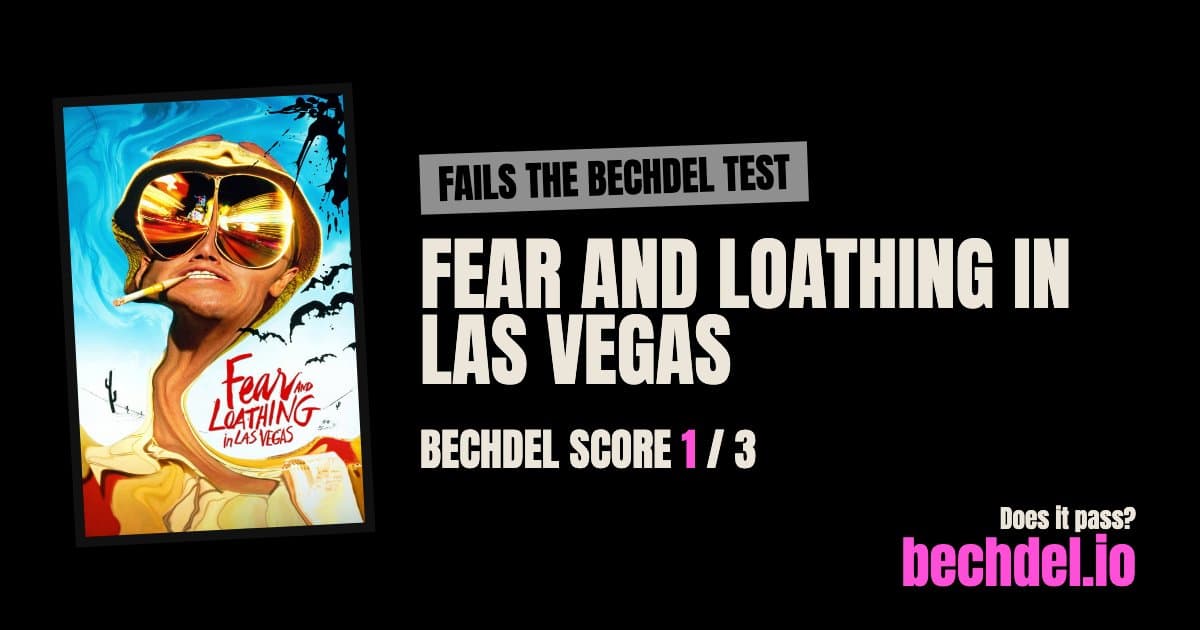 FAILS THE BECHDEL TEST
FEAR AND LOATHING IN
LAS VEGAS
BECHDEL SCORE 1 / 3
Fear AND
LOATHING
in LAS VEGAS
Does it pass?
bechdel.io